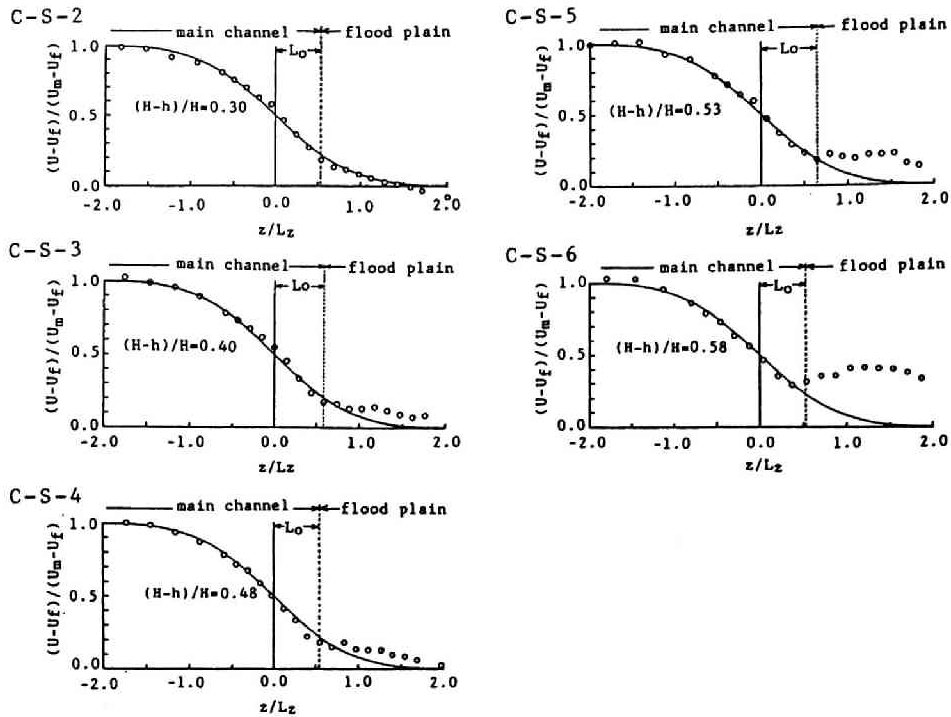 C-S-2
main channel flood plain
Lo
(U-Uf)/(Um-Uf)
1.0
0.5
0.0
(H-h)/H=0.30
-2.0 -1.0 0.0 1.0 2.0
z/Lz
C-S-3
main channel flood plain
Lo
(U-Uf)/(Um-Uf)
1.0
0.5
0.0
(H-h)/H=0.40
-2.0 -1.0 0.0 1.0 2.0
z/Lz
C-S-4
main channel flood plain
Lo
(U-Uf)/(Um-Uf)
1.0
0.5
0.0
(H-h)/H=0.48
-2.0 -1.0 0.0 1.0 2.0
z/Lz
C-S-5
main channel flood plain
Lo
(U-Uf)/(Um-Uf)
1.0
0.5
0.0
(H-h)/H=0.53
-2.0 -1.0 0.0 1.0 2.0
z/Lz
C-S-6
main channel flood plain
Lo
(U-Uf)/(Um-Uf)
1.0
0.5
0.0
(H-h)/H=0.58
-2.0 -1.0 0.0 1.0 2.0
z/Lz